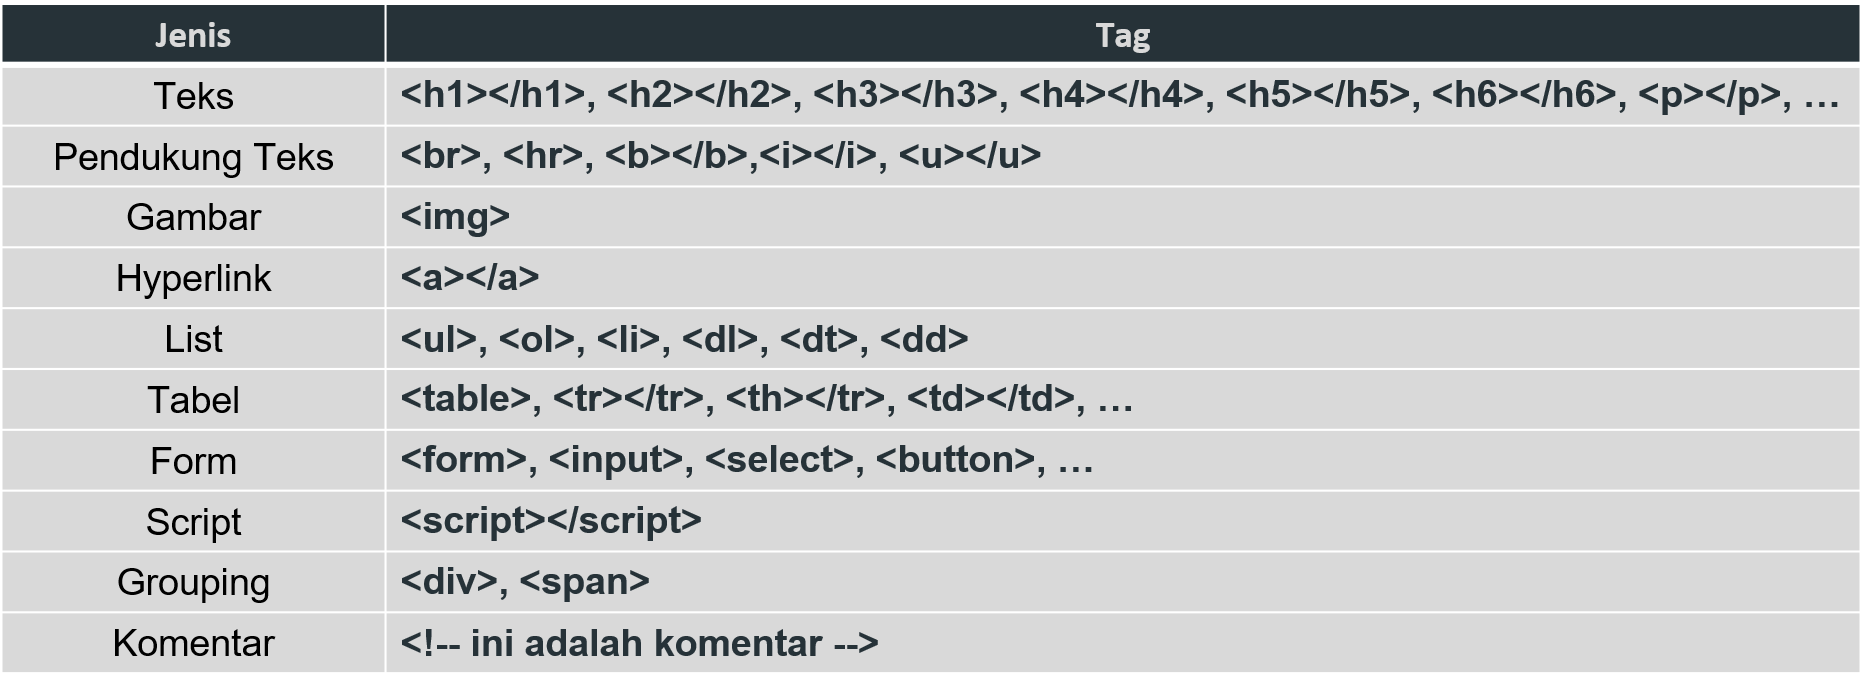 Jenis Tag
Teks <h1></h1>, <h2></h2>, <h3></h3>, <h4></h4>, <h5></h5>, <h6></h6>, <p></p>, …
Pendukung Teks <br>, <hr>, <b></b>,<i></i>, <u></u>
Gambar <img>
Hyperlink <a></a>
List <ul>, <ol>, <li>, <dl>, <dt>, <dd>
Tabel <table>, <tr></tr>, <th></tr>, <td></td>, …
Form <form>, <input>, <select>, <button>, …
Script <script></script>
Grouping <div>, <span>
Komentar <!-- ini adalah komentar -->